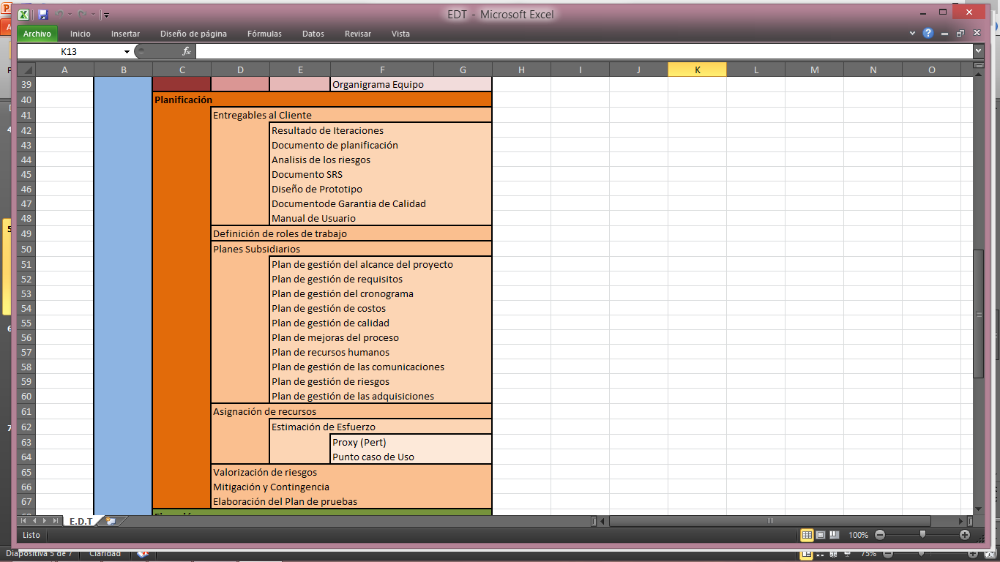 EDT - Microsoft Excel
Archivo Inicio Insertar Diseño de página Fórmulas Datos Revisar Vista
K13 fx
A B C D E F G H I J K L M N O
39 Organigrama Equipo
40 Planificación
41 Entregables al Cliente
42 Resultado de Iteraciones
43 Documento de planificación
44 Analisis de los riesgos
45 Documento SRS
46 Diseño de Prototipo
47 Documentode Garantia de Calidad
48 Manual de Usuario
49 Definición de roles de trabajo
50 Planes Subsidiarios
51 Plan de gestión del alcance del proyecto
52 Plan de gestión de requisitos
53 Plan de gestión del cronograma
54 Plan de gestión de costos
55 Plan de gestión de calidad
56 Plan de mejoras del proceso
57 Plan de recursos humanos
58 Plan de gestión de las comunicaciones
59 Plan de gestión de riesgos
60 Plan de gestión de las adquisiciones
61 Asignación de recursos
62 Estimación de Esfuerzo
63 Proxy (Pert)
64 Punto caso de Uso
65 Valorización de riesgos
66 Mitigación y Contingencia
67 Elaboración del Plan de pruebas
E.D.T
Listo 100%
Diapositiva 5 de 7 Claridad 75%